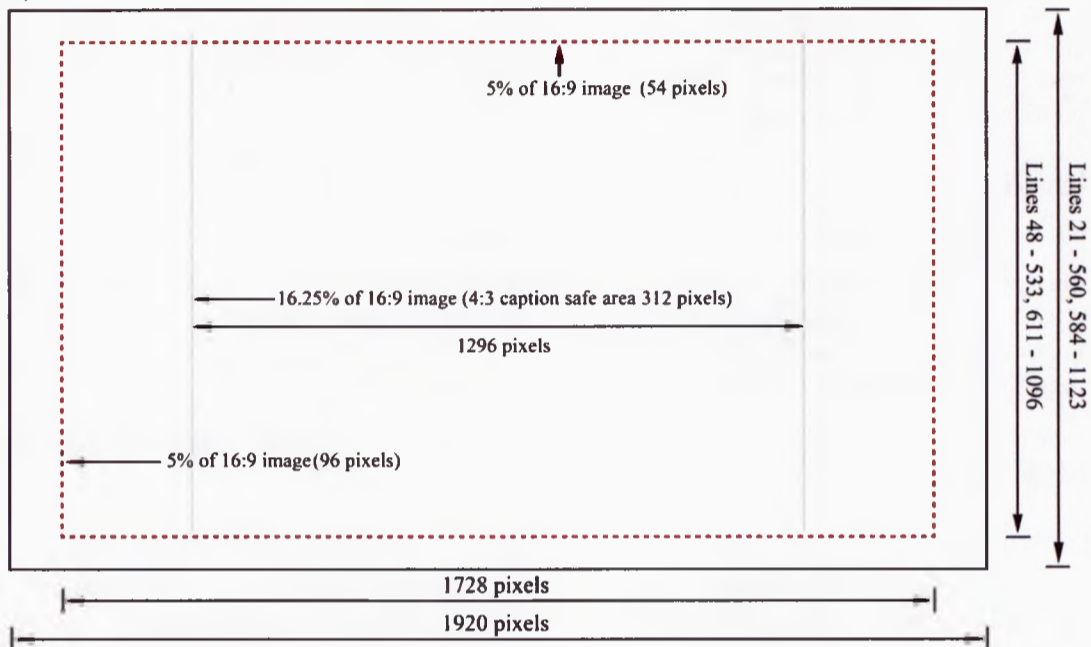 5% of 16:9 image (54 pixels)
16.25% of 16:9 image (4:3 caption safe area 312 pixels)
1296 pixels
5% of 16:9 image(96 pixels)
Lines 48 - 533, 611 - 1096
Lines 21 - 560, 584 - 1123
1728 pixels
1920 pixels